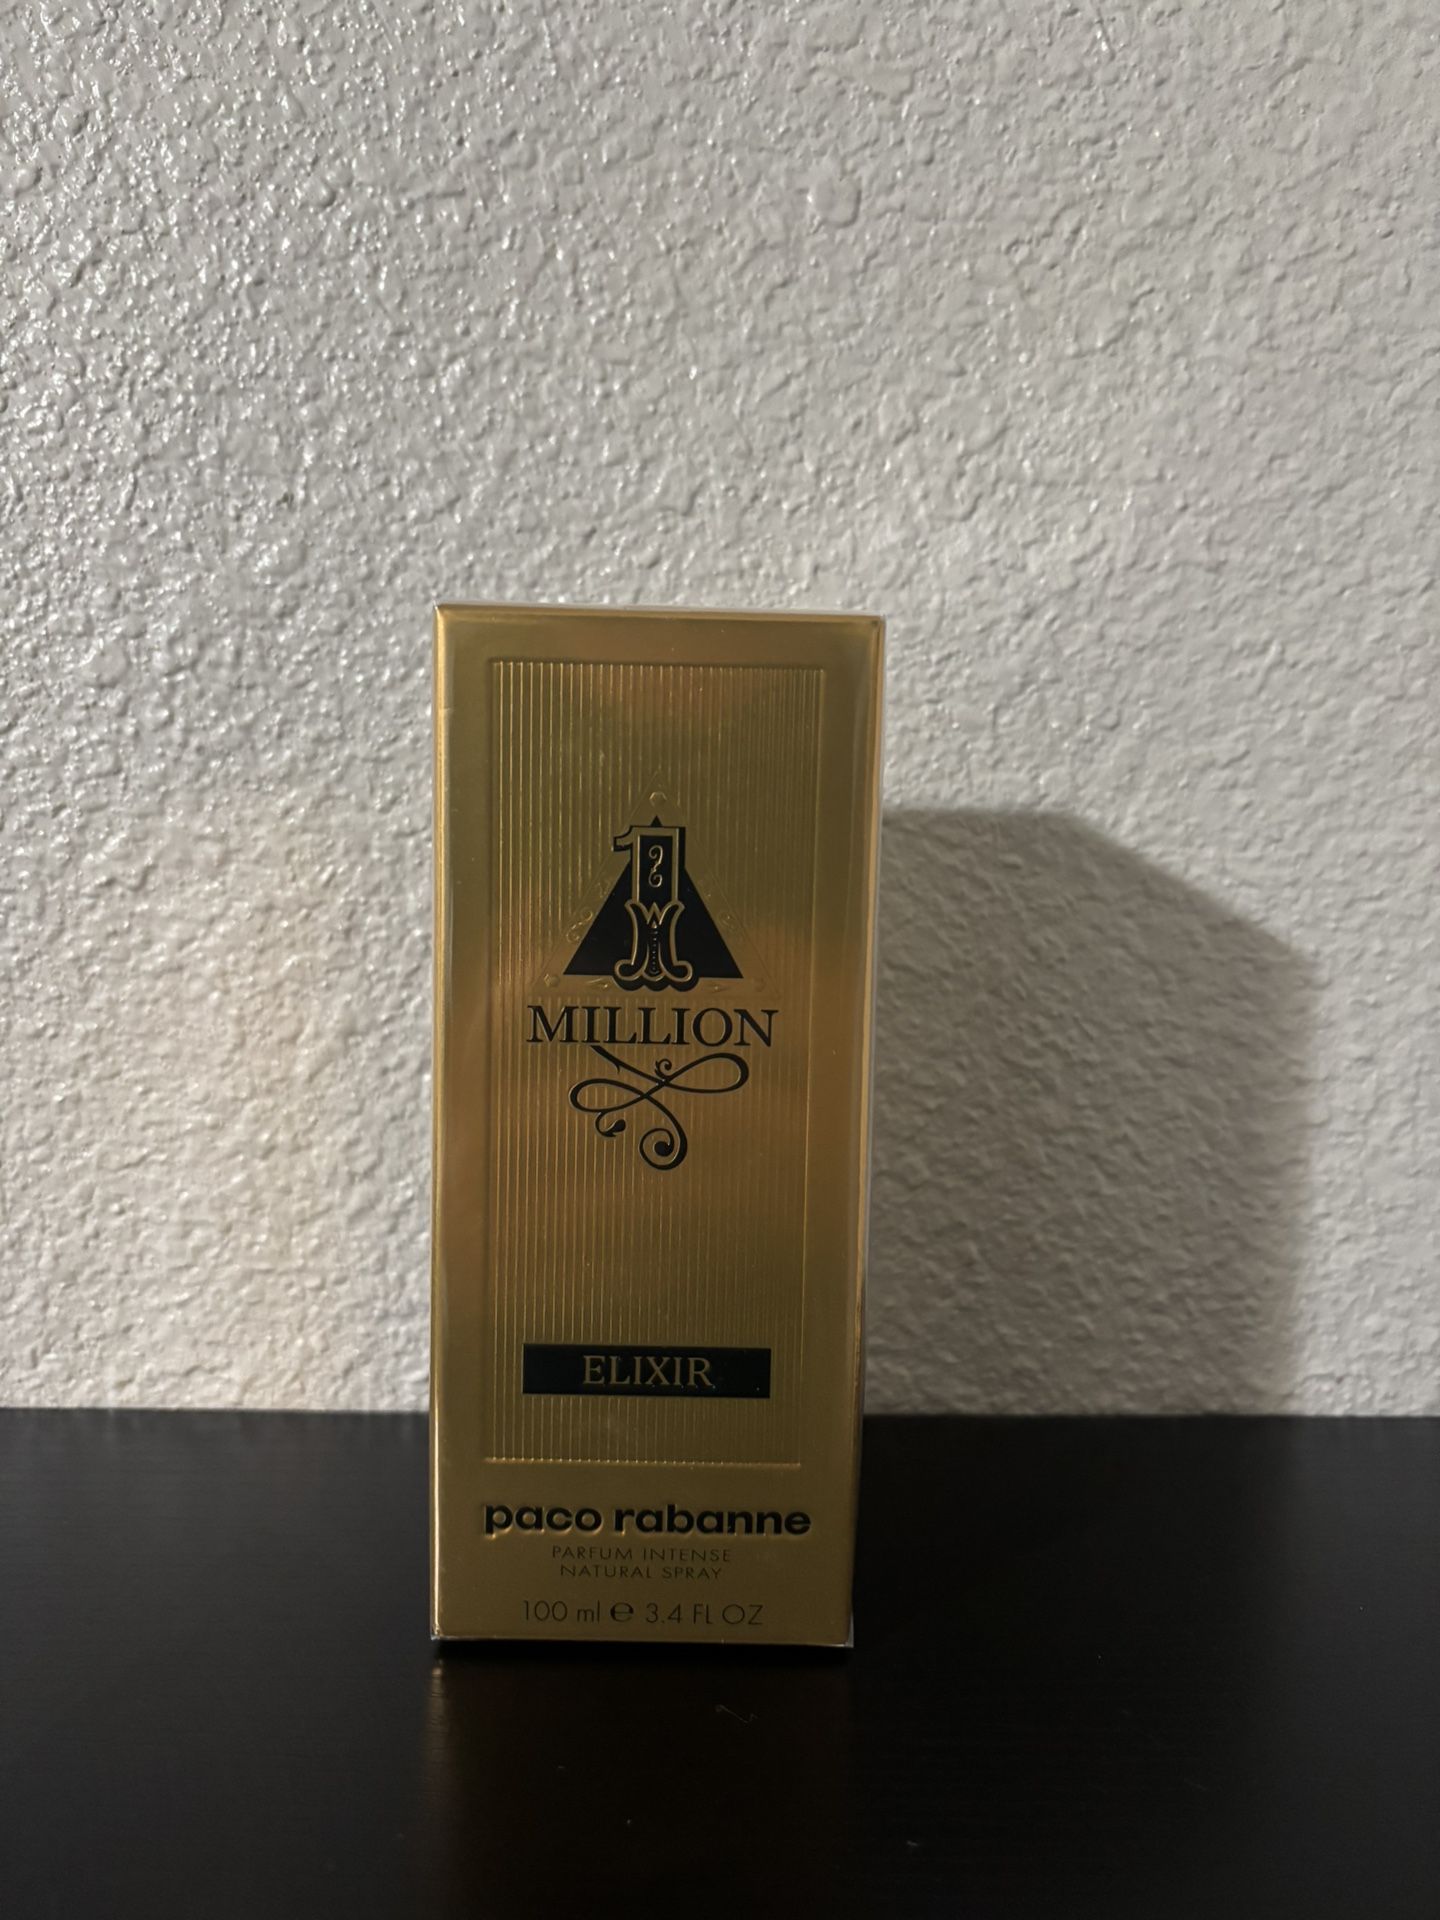 1
MILLION
ELIXIR
paco rabanne
PARFUM INTENSE
NATURAL SPRAY
100 ml ℮ 3.4 FL OZ